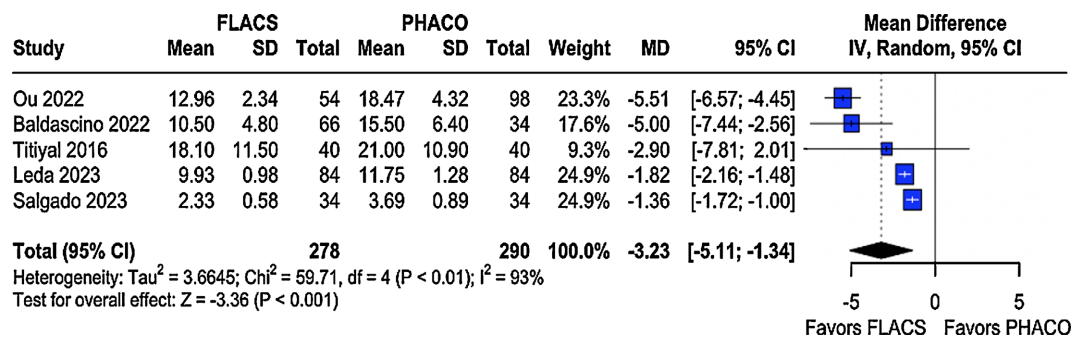 FLACS PHACO Mean Difference
Study Mean SD Total Mean SD Total Weight MD 95% CI IV, Random, 95% CI
Ou 2022 12.96 2.34 54 18.47 4.32 98 23.3% -5.51 [-6.57; -4.45]
Baldascino 2022 10.50 4.80 66 15.50 6.40 34 17.6% -5.00 [-7.44; -2.56]
Titiyal 2016 18.10 11.50 40 21.00 10.90 40 9.3% -2.90 [-7.81; 2.01]
Leda 2023 9.93 0.98 84 11.75 1.28 84 24.9% -1.82 [-2.16; -1.48]
Salgado 2023 2.33 0.58 34 3.69 0.89 34 24.9% -1.36 [-1.72; -1.00]
Total (95% CI) 278 290 100.0% -3.23 [-5.11; -1.34]
Heterogeneity: Tau² = 3.6645; Chi² = 59.71, df = 4 (P < 0.01); I² = 93%
Test for overall effect: Z = -3.36 (P < 0.001)
-5 0 5
Favors FLACS Favors PHACO